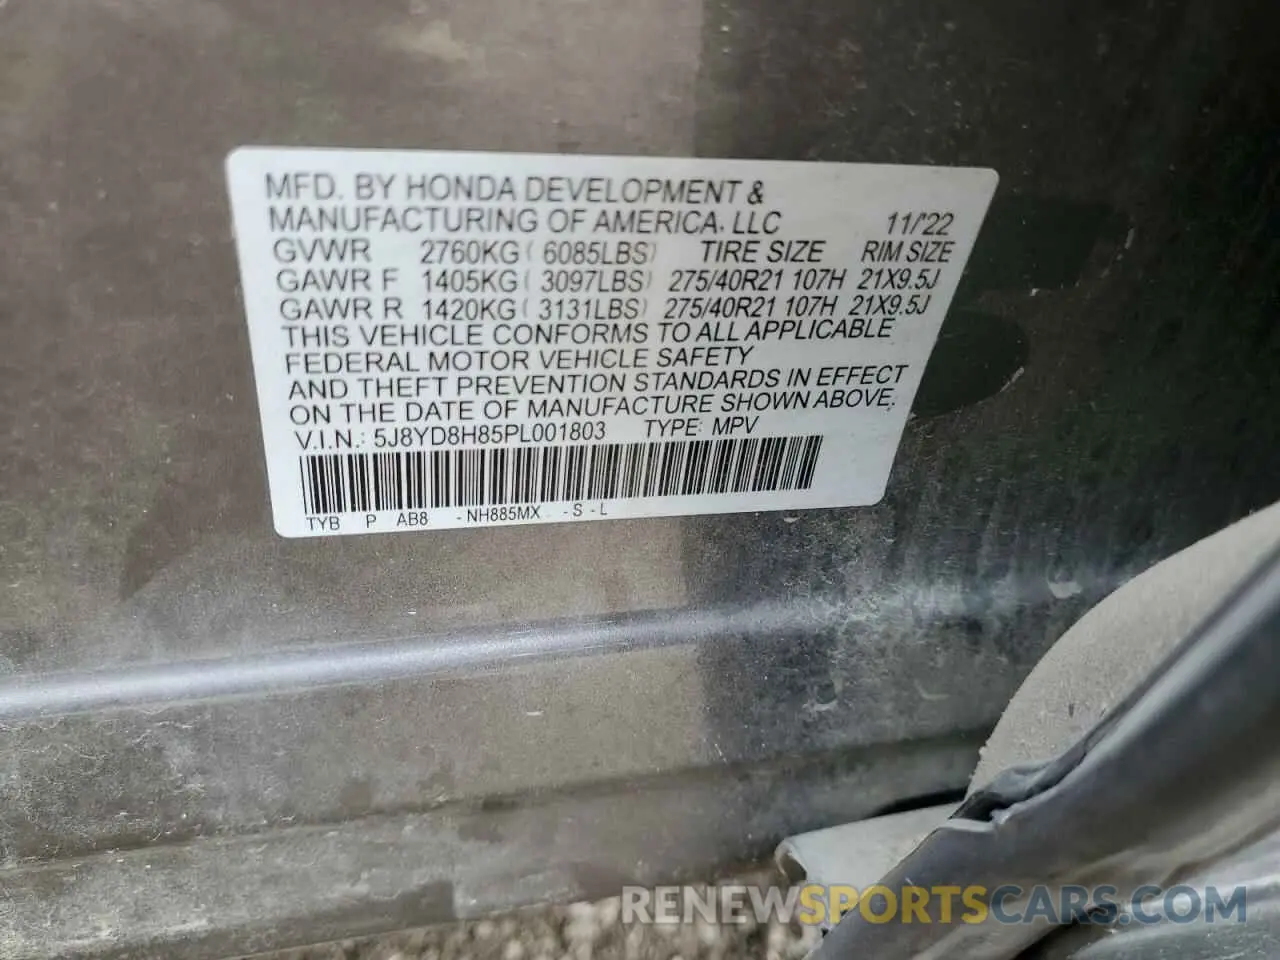 MFD. BY HONDA DEVELOPMENT &
MANUFACTURING OF AMERICA, LLC 11/'22
GVWR 2760KG ( 6085LBS) TIRE SIZE RIM SIZE
GAWR F 1405KG ( 3097LBS) 275/40R21 107H 21X9.5J
GAWR R 1420KG ( 3131LBS) 275/40R21 107H 21X9.5J
THIS VEHICLE CONFORMS TO ALL APPLICABLE
FEDERAL MOTOR VEHICLE SAFETY
AND THEFT PREVENTION STANDARDS IN EFFECT
ON THE DATE OF MANUFACTURE SHOWN ABOVE.
V.I.N.: 5J8YD8H85PL001803 TYPE: MPV
TYB P AB8 -NH885MX -S-L
RENEWSPORTSCARS.COM